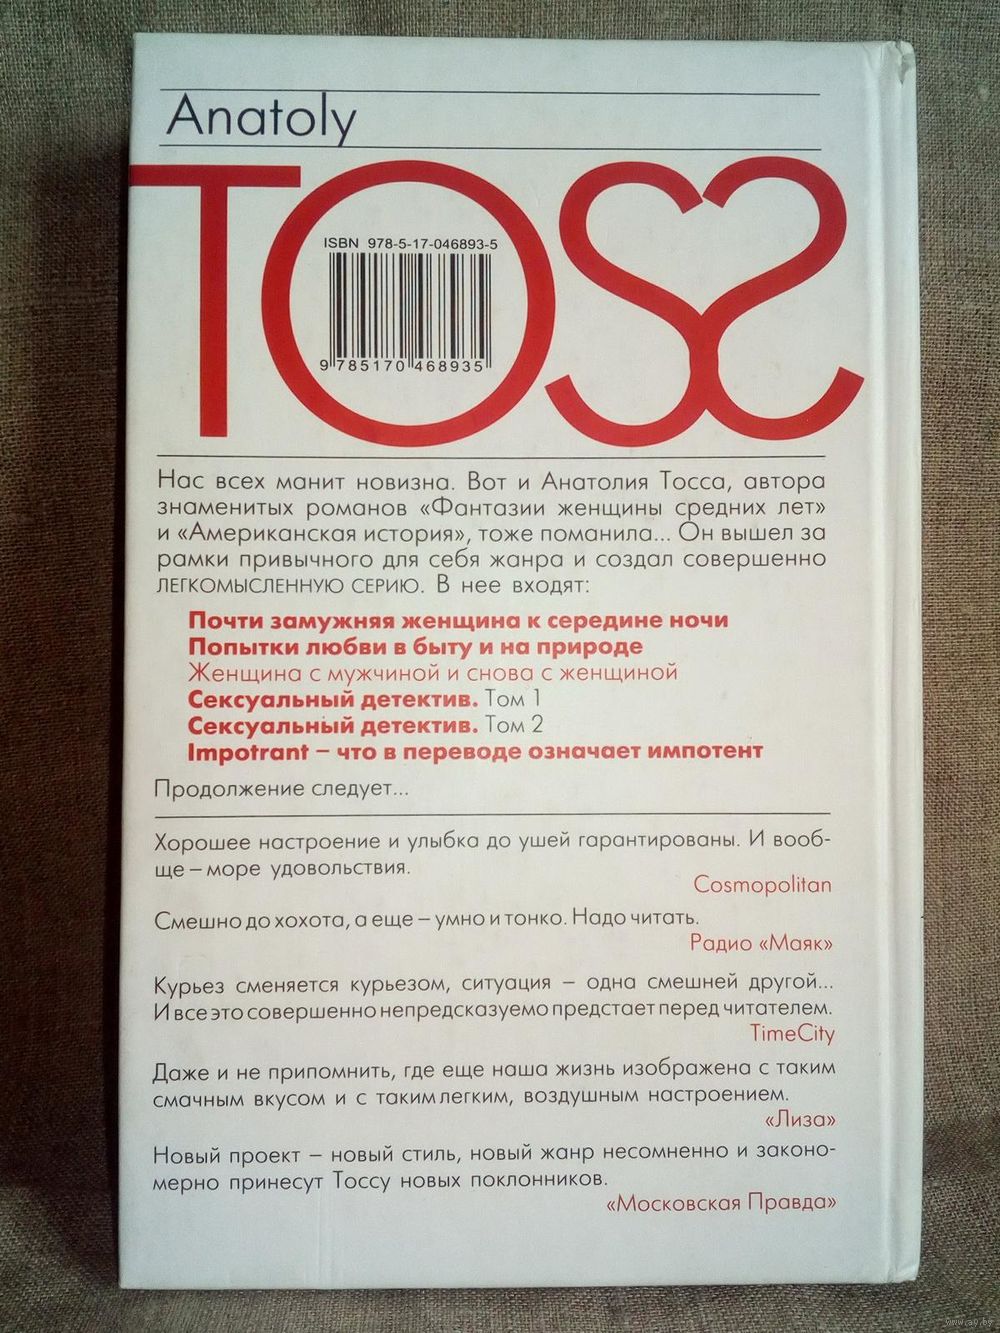 Anatoly
TOSS
ISBN 978-5-17-046893-5
9 785170 468935
Нас всех манит новизна. Вот и Анатолия Тосса, автора
знаменитых романов «Фантазии женщины средних лет»
и «Американская история», тоже поманила... Он вышел за
рамки привычного для себя жанра и создал совершенно
ЛЕГКОМЫСЛЕННУЮ СЕРИЮ. В нее входят:
Почти замужняя женщина к середине ночи
Попытки любви в быту и на природе
Женщина с мужчиной и снова с женщиной
Сексуальный детектив. Том 1
Сексуальный детектив. Том 2
Impotrant – что в переводе означает импотент
Продолжение следует...
Хорошее настроение и улыбка до ушей гарантированы. И вооб-
ще – море удовольствия.
Cosmopolitan
Смешно до хохота, а еще – умно и тонко. Надо читать.
Радио «Маяк»
Курьез сменяется курьезом, ситуация – одна смешней другой...
И все это совершенно непредсказуемо предстает перед читателем.
TimeCity
Даже и не припомнить, где еще наша жизнь изображена с таким
смачным вкусом и с таким легким, воздушным настроением.
«Лиза»
Новый проект – новый стиль, новый жанр несомненно и законо-
мерно принесут Тоссу новых поклонников.
«Московская Правда»
www.ay.by